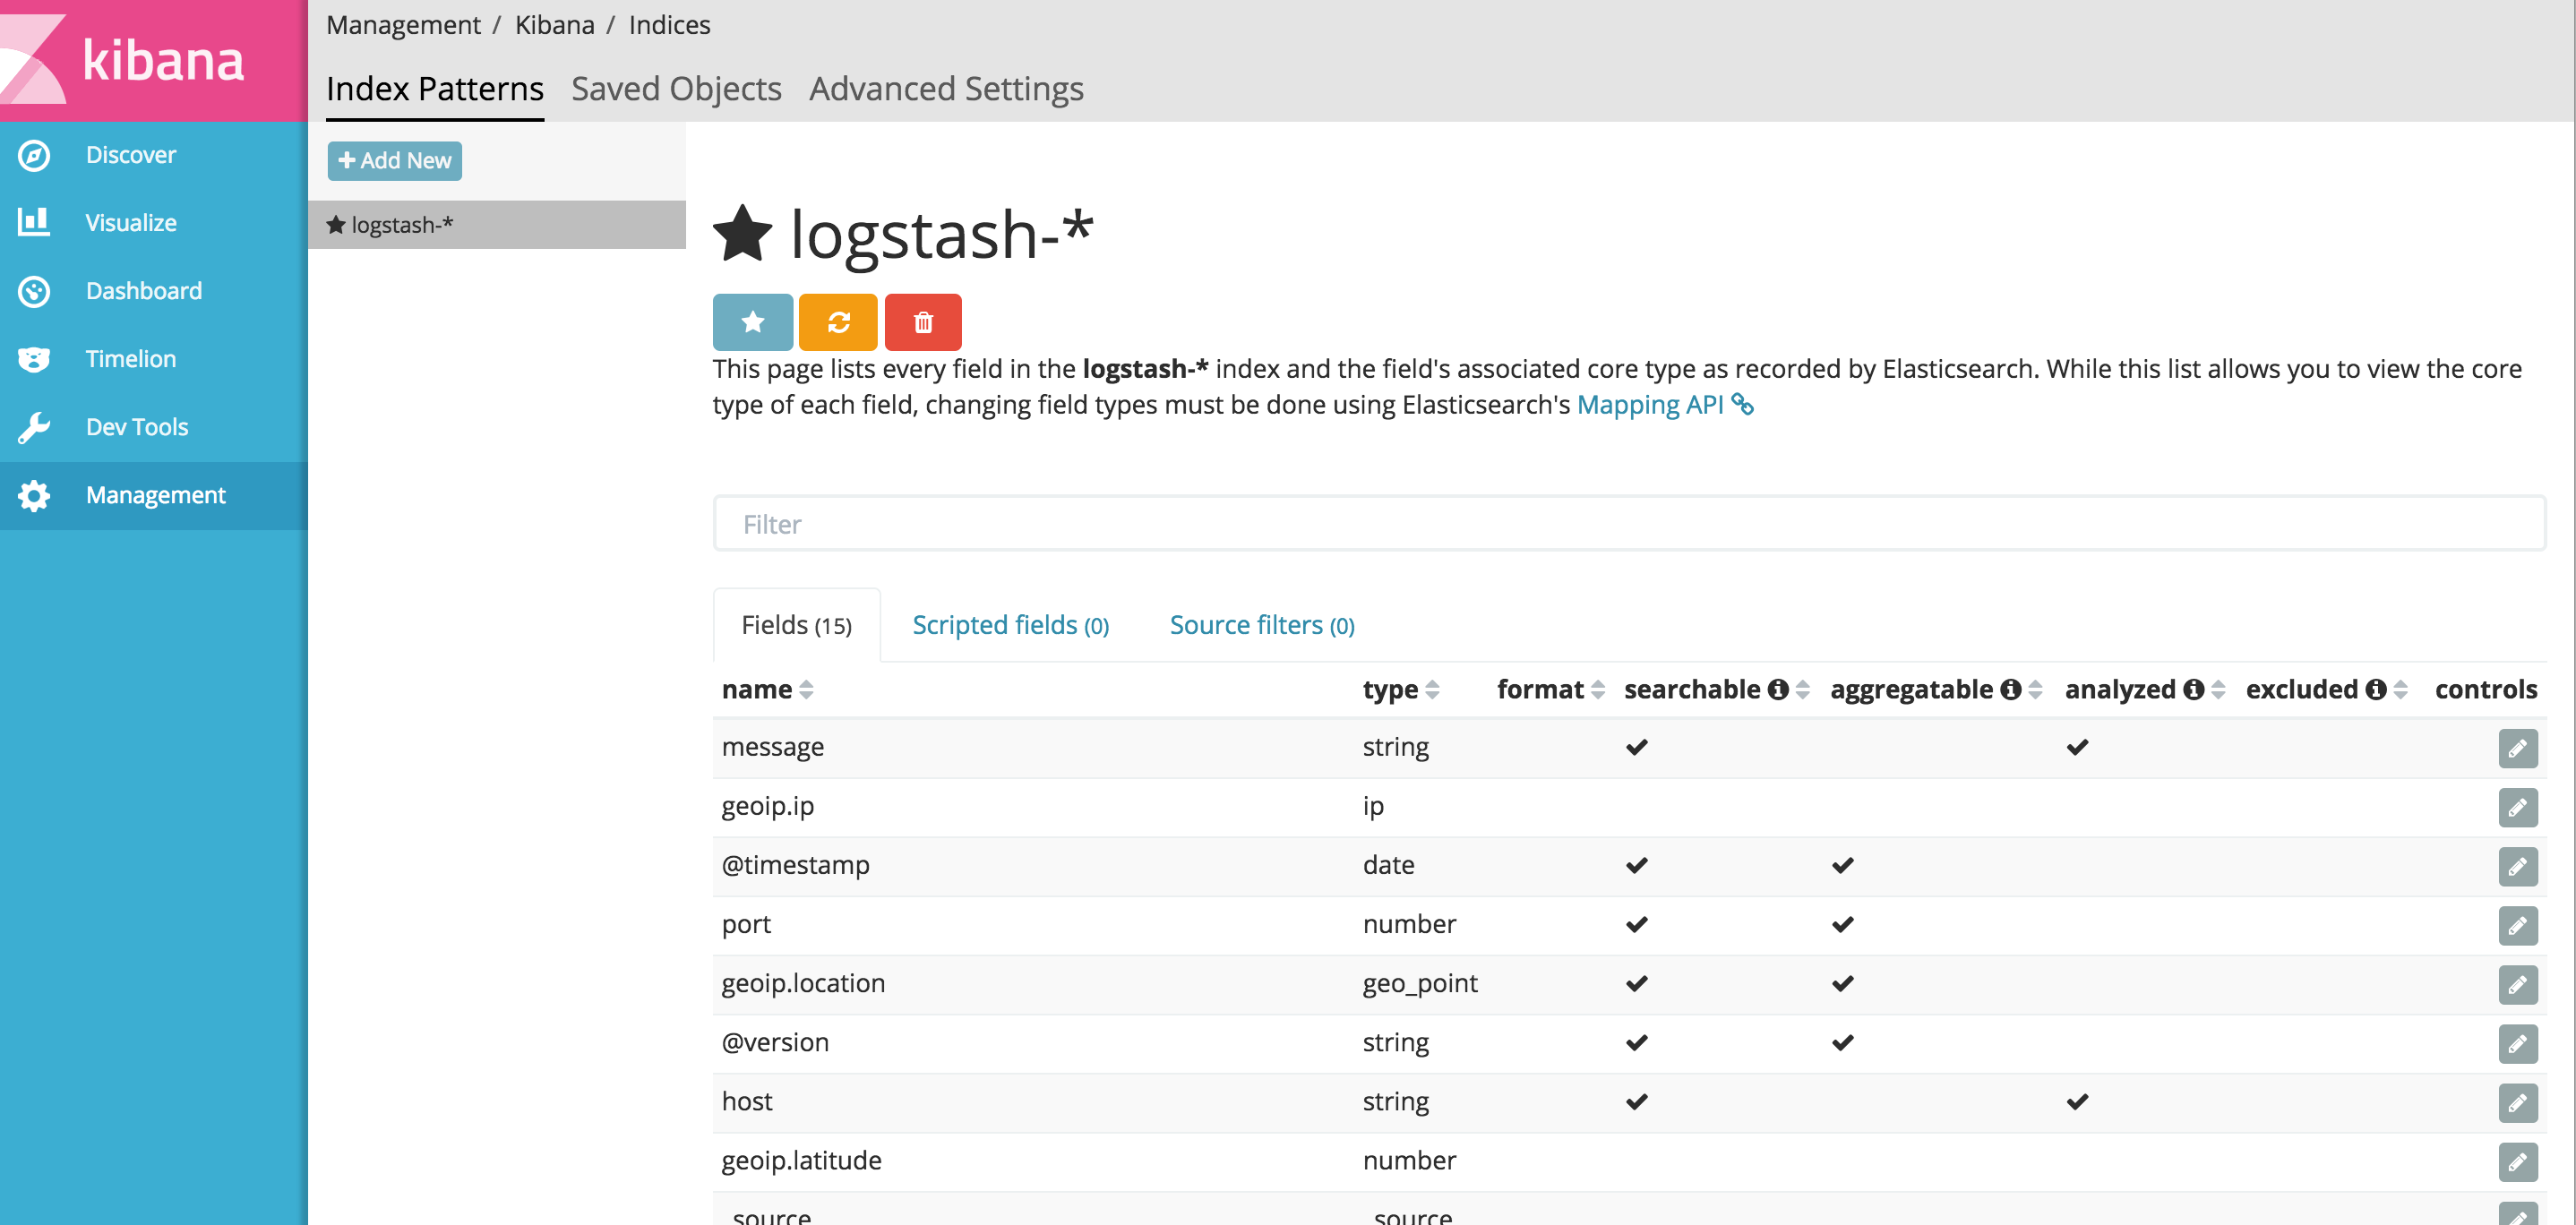 kibana
Management / Kibana / Indices
Index Patterns Saved Objects Advanced Settings
Discover
Visualize
Dashboard
Timelion
Dev Tools
Management
Add New
logstash-*
logstash-*
This page lists every field in the logstash-* index and the field's associated core type as recorded by Elasticsearch. While this list allows you to view the core
type of each field, changing field types must be done using Elasticsearch's Mapping API
Filter
Fields (15) Scripted fields (0) Source filters (0)
name type format searchable aggregatable analyzed excluded controls
message string
geoip.ip ip
@timestamp date
port number
geoip.location geo_point
@version string
host string
geoip.latitude number
_source _source